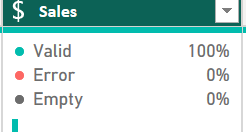 $ Sales
Valid 100%
Error 0%
Empty 0%